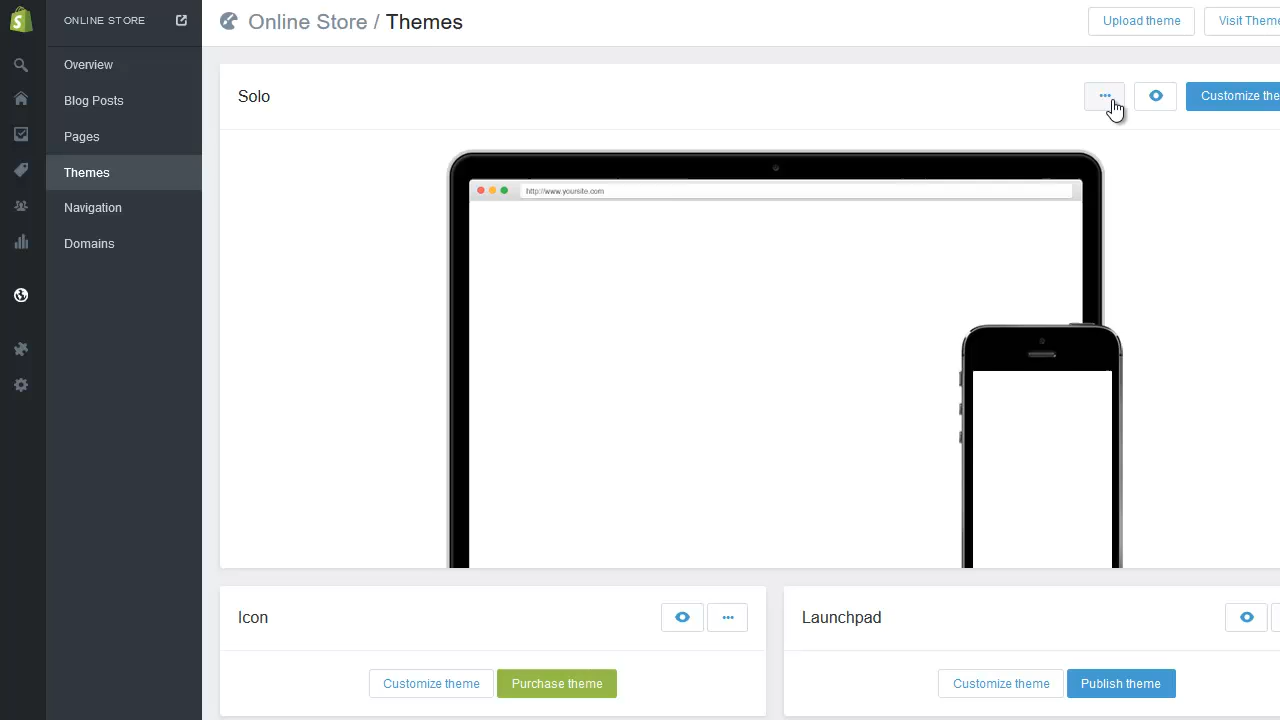 ONLINE STORE
Overview
Blog Posts
Pages
Themes
Navigation
Domains
Online Store / Themes
Upload theme
Visit Theme
Solo
Customize the
http://www.yoursite.com
Icon
Customize theme
Purchase theme
Launchpad
Customize theme
Publish theme